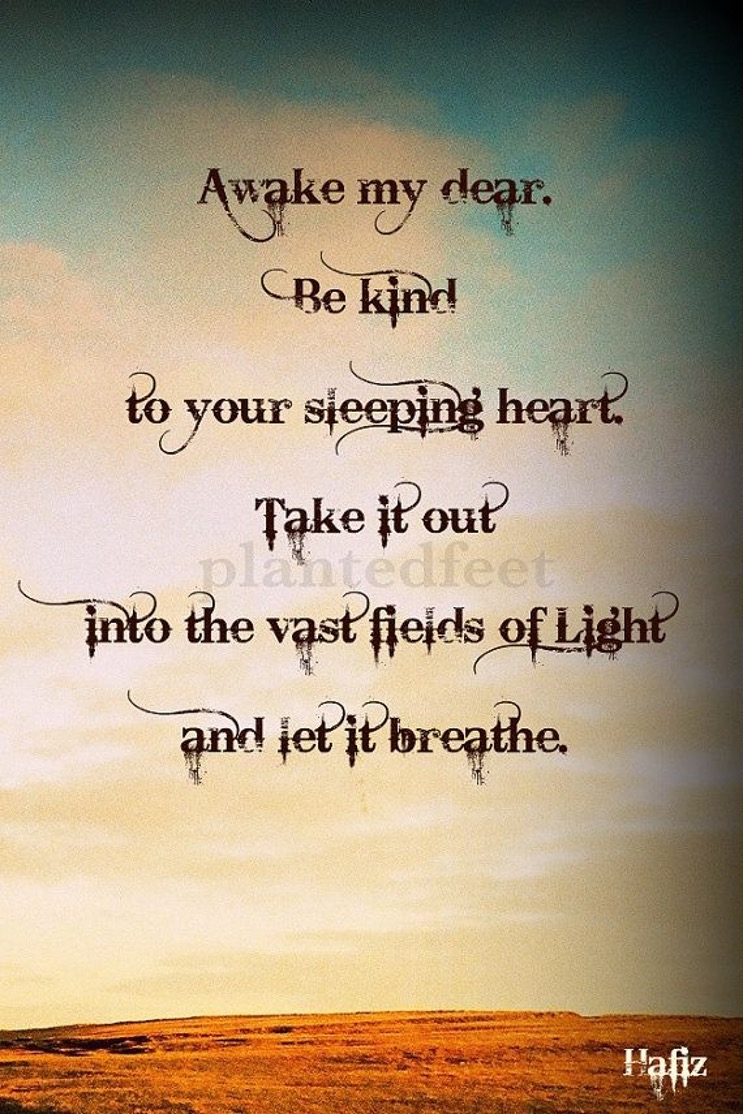 Awake my dear.
Be kind
to your sleeping heart.
Take it out
plantedfeet
into the vast fields of Light
and let it breathe.
Hafiz